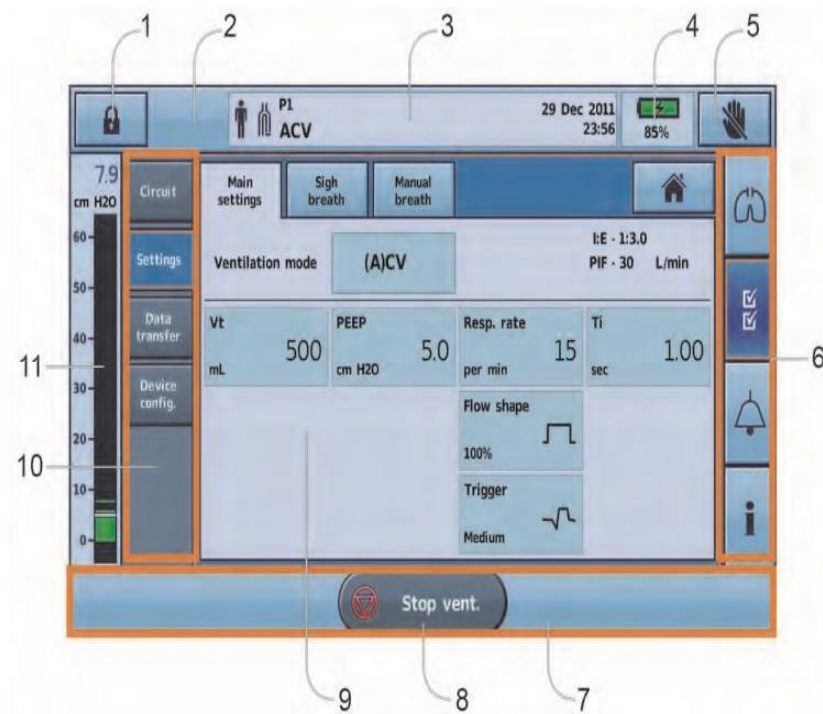 1
2
3
4
5
P1
ACV
29 Dec 2011
23:56
85%
7.9
cm H2O
60
50
40
30
20
10
0
Circuit
Settings
Data
transfer
Device
config.
Main
settings
Sigh
breath
Manual
breath
Ventilation mode
(A)CV
I:E - 1:3.0
PIF - 30 L/min
Vt
500
mL
PEEP
5.0
cm H2O
Resp. rate
15
per min
Ti
1.00
sec
Flow shape
100%
Trigger
Medium
i
6
11
10
Stop vent.
9
8
7